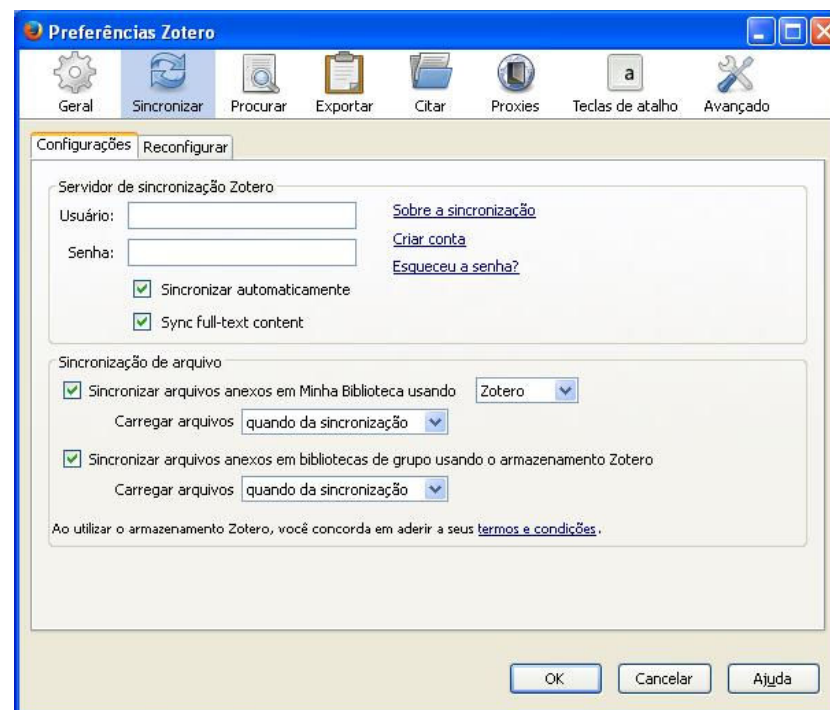 Preferências Zotero
Geral Sincronizar Procurar Exportar Citar Proxies a Teclas de atalho Avançado
Configurações Reconfigurar
Servidor de sincronização Zotero
Usuário: Sobre a sincronização
Criar conta
Senha:
Esqueceu a senha?
Sincronizar automaticamente
Sync full-text content
Sincronização de arquivo
Sincronizar arquivos anexos em Minha Biblioteca usando Zotero
Carregar arquivos quando da sincronização
Sincronizar arquivos anexos em bibliotecas de grupo usando o armazenamento Zotero
Carregar arquivos quando da sincronização
Ao utilizar o armazenamento Zotero, você concorda em aderir a seus termos e condições.
OK Cancelar Ajuda